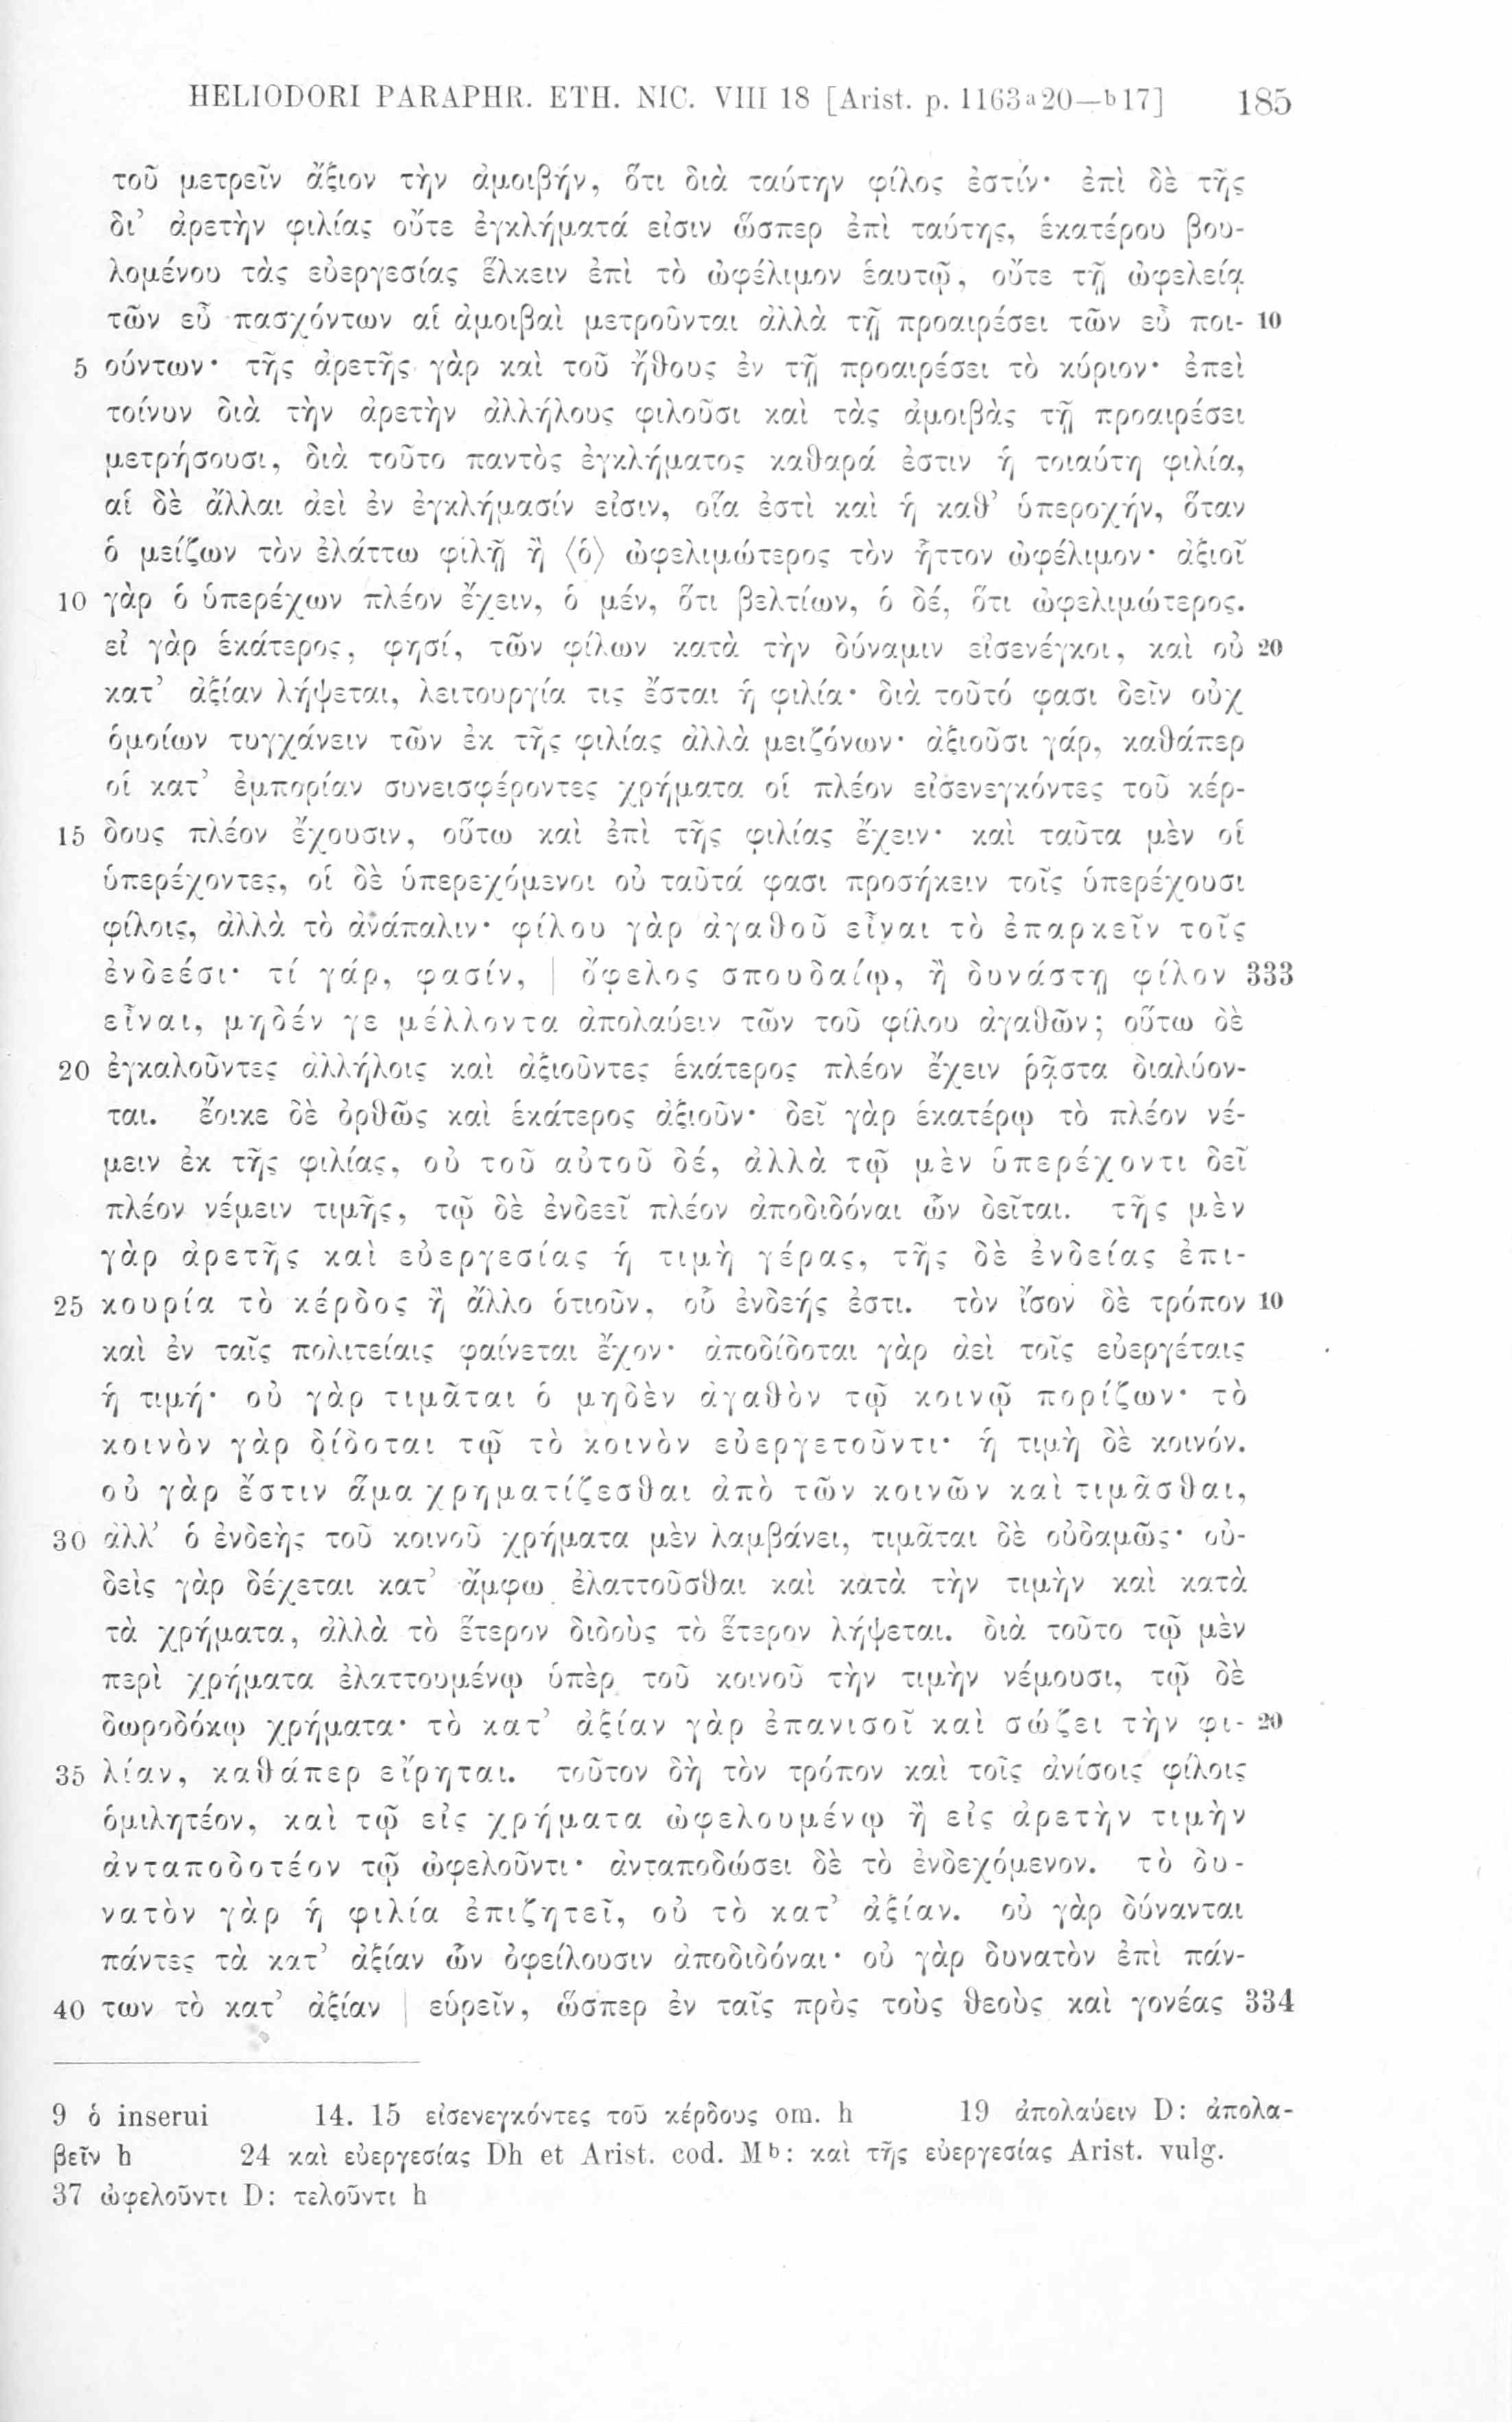 HELIODORI PARAPHR. ETH. NIC. VIII 18 [Arist. p. 1163a20—b17] 185
τοῦ μετρεῖν ἄξιον τὴν ἀμοιβήν, ὅτι διὰ ταύτην φίλος ἐστίν· ἐπὶ δὲ τῆς
δι’ ἀρετὴν φιλίας οὔτε ἐγκλήματά εἰσιν ὥσπερ ἐπὶ ταύτης, ἑκατέρου βου-
λομένου τὰς εὐεργεσίας ἕλκειν ἐπὶ τὸ ὠφέλιμον ἑαυτῷ, οὔτε τῇ ὠφελείᾳ
τῶν εὖ πασχόντων αἱ ἀμοιβαὶ μετροῦνται ἀλλὰ τῇ προαιρέσει τῶν εὖ ποι- 10
5 ούντων· τῆς ἀρετῆς γὰρ καὶ τοῦ ἤθους ἐν τῇ προαιρέσει τὸ κύριον· ἐπεὶ
τοίνυν διὰ τὴν ἀρετὴν ἀλλήλους φιλοῦσι καὶ τὰς ἀμοιβὰς τῇ προαιρέσει
μετρήσουσι, διὰ τοῦτο παντὸς ἐγκλήματος καθαρά ἐστιν ἡ τοιαύτη φιλία,
αἱ δὲ ἄλλαι ἀεὶ ἐν ἐγκλήμασίν εἰσιν, οἵα ἐστὶ καὶ ἡ καθ’ ὑπεροχήν, ὅταν
ὁ μείζων τὸν ἐλάττω φιλῇ ἢ ⟨ὁ⟩ ὠφελιμώτερος τὸν ἧττον ὠφέλιμον· ἀξιοῖ
10 γὰρ ὁ ὑπερέχων πλέον ἔχειν, ὁ μέν, ὅτι βελτίων, ὁ δέ, ὅτι ὠφελιμώτερος.
εἰ γὰρ ἑκάτερος, φησί, τῶν φίλων κατὰ τὴν δύναμιν εἰσενέγκοι, καὶ οὐ 20
κατ’ ἀξίαν λήψεται, λειτουργία τις ἔσται ἡ φιλία· διὰ τοῦτό φασι δεῖν οὐχ
ὁμοίων τυγχάνειν τῶν ἐκ τῆς φιλίας ἀλλὰ μειζόνων· ἀξιοῦσι γάρ, καθάπερ
οἱ κατ’ ἐμπορίαν συνεισφέροντες χρήματα οἱ πλέον εἰσενεγκόντες τοῦ κέρ-
15 δους πλέον ἔχουσιν, οὕτω καὶ ἐπὶ τῆς φιλίας ἔχειν· καὶ ταῦτα μὲν οἱ
ὑπερέχοντες, οἱ δὲ ὑπερεχόμενοι οὐ ταῦτά φασι προσήκειν τοῖς ὑπερέχουσι
φίλοις, ἀλλὰ τὸ ἀνάπαλιν· φίλου γὰρ ἀγαθοῦ εἶναι τὸ ἐπαρκεῖν τοῖς
ἐνδεέσι· τί γάρ, φασίν, | ὄφελος σπουδαίῳ, ἢ δυνάστῃ φίλον 333
εἶναι, μηδέν γε μέλλοντα ἀπολαύειν τῶν τοῦ φίλου ἀγαθῶν; οὕτω δὲ
20 ἐγκαλοῦντες ἀλλήλοις καὶ ἀξιοῦντες ἑκάτερος πλέον ἔχειν ῥᾷστα διαλύον-
ται. ἔοικε δὲ ὀρθῶς καὶ ἑκάτερος ἀξιοῦν· δεῖ γὰρ ἑκατέρῳ τὸ πλέον νέ-
μειν ἐκ τῆς φιλίας, οὐ τοῦ αὐτοῦ δέ, ἀλλὰ τῷ μὲν ὑπερέχοντι δεῖ
πλέον νέμειν τιμῆς, τῷ δὲ ἐνδεεῖ πλέον ἀποδιδόναι ὧν δεῖται. τῆς μὲν
γὰρ ἀρετῆς καὶ εὐεργεσίας ἡ τιμὴ γέρας, τῆς δὲ ἐνδείας ἐπι-
25 κουρία τὸ κέρδος ἢ ἄλλο ὁτιοῦν, οὗ ἐνδεής ἐστι. τὸν ἴσον δὲ τρόπον 10
καὶ ἐν ταῖς πολιτείαις φαίνεται ἔχον· ἀποδίδοται γὰρ ἀεὶ τοῖς εὐεργέταις
ἡ τιμή· οὐ γὰρ τιμᾶται ὁ μηδὲν ἀγαθὸν τῷ κοινῷ πορίζων· τὸ
κοινὸν γὰρ δίδοται τῷ τὸ κοινὸν εὐεργετοῦντι· ἡ τιμὴ δὲ κοινόν.
οὐ γὰρ ἔστιν ἅμα χρηματίζεσθαι ἀπὸ τῶν κοινῶν καὶ τιμᾶσθαι,
30 ἀλλ’ ὁ ἐνδεὴς τοῦ κοινοῦ χρήματα μὲν λαμβάνει, τιμᾶται δὲ οὐδαμῶς· οὐ-
δεὶς γὰρ δέχεται κατ’ ἄμφω ἐλαττοῦσθαι καὶ κατὰ τὴν τιμὴν καὶ κατὰ
τὰ χρήματα, ἀλλὰ τὸ ἕτερον διδοὺς τὸ ἕτερον λήψεται. διὰ τοῦτο τῷ μὲν
περὶ χρήματα ἐλαττουμένῳ ὑπὲρ τοῦ κοινοῦ τὴν τιμὴν νέμουσι, τῷ δὲ
δωροδόκῳ χρήματα· τὸ κατ’ ἀξίαν γὰρ ἐπανισοῖ καὶ σώζει τὴν φι- 20
35 λίαν, καθάπερ εἴρηται. τοῦτον δὴ τὸν τρόπον καὶ τοῖς ἀνίσοις φίλοις
ὁμιλητέον, καὶ τῷ εἰς χρήματα ὠφελουμένῳ ἢ εἰς ἀρετὴν τιμὴν
ἀνταποδοτέον τῷ ὠφελοῦντι· ἀνταποδώσει δὲ τὸ ἐνδεχόμενον. τὸ δυ-
νατὸν γὰρ ἡ φιλία ἐπιζητεῖ, οὐ τὸ κατ’ ἀξίαν. οὐ γὰρ δύνανται
πάντες τὰ κατ’ ἀξίαν ὧν ὀφείλουσιν ἀποδιδόναι· οὐ γὰρ δυνατὸν ἐπὶ πάν-
40 των τὸ κατ’ ἀξίαν | εὑρεῖν, ὥσπερ ἐν ταῖς πρὸς τοὺς θεοὺς καὶ γονέας 334
9 ὁ inserui 14. 15 εἰσενεγκόντες τοῦ κέρδους om. h 19 ἀπολαύειν D: ἀπολα-
βεῖν h 24 καὶ εὐεργεσίας Dh et Arist. cod. Mb: καὶ τῆς εὐεργεσίας Arist. vulg.
37 ὠφελοῦντι D: τελοῦντι h